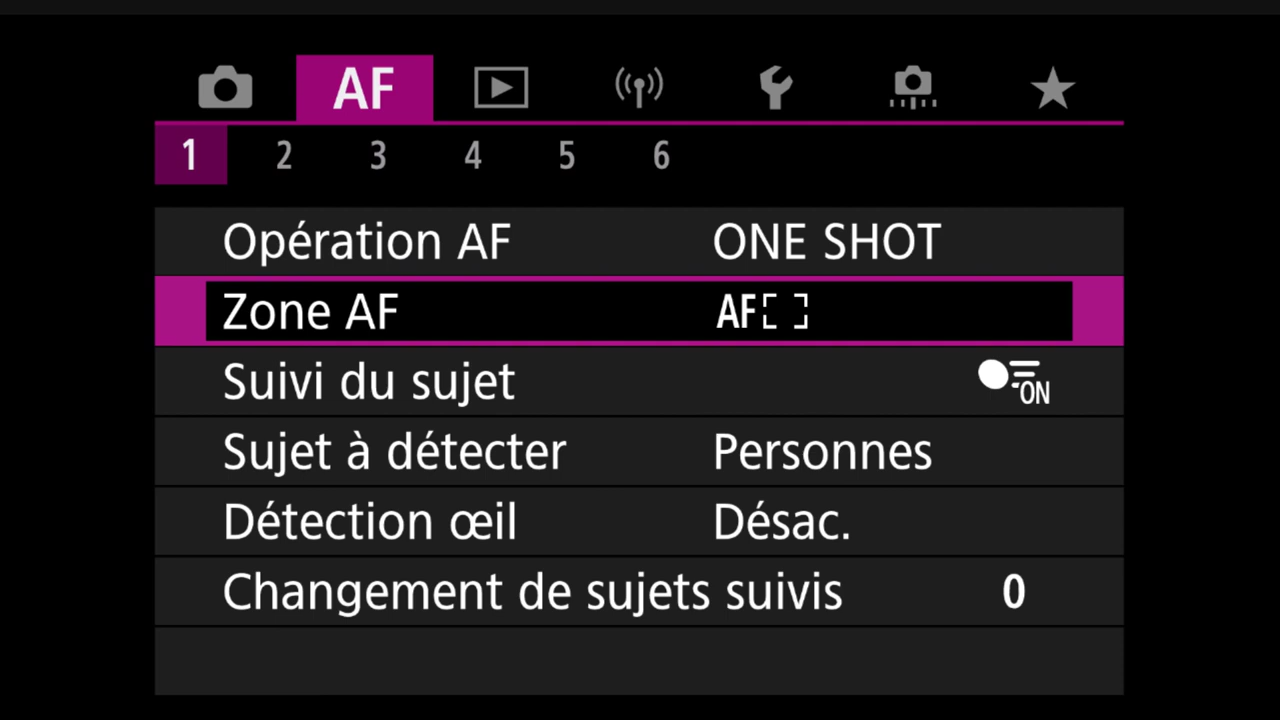 AF
1 2 3 4 5 6
Opération AF ONE SHOT
Zone AF AF
Suivi du sujet ON
Sujet à détecter Personnes
Détection œil Désac.
Changement de sujets suivis 0